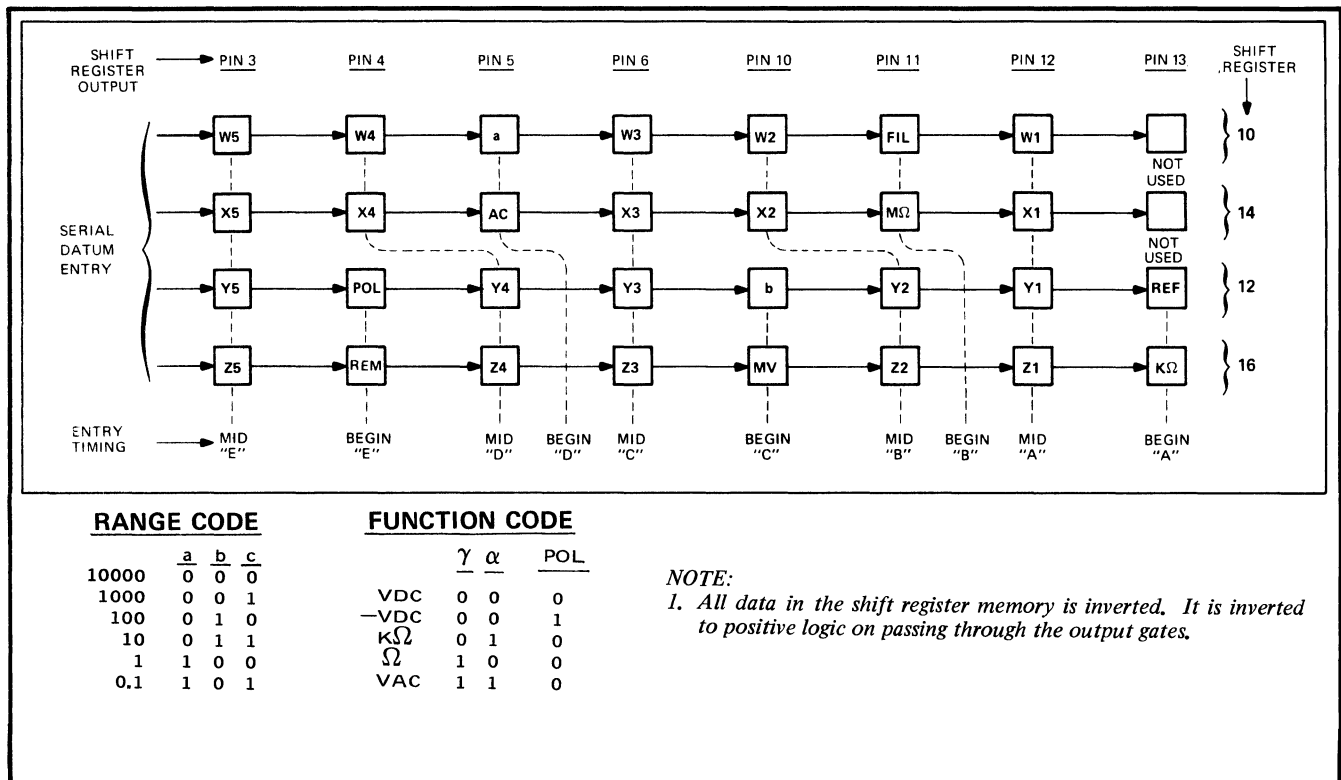 SHIFT REGISTER OUTPUT PIN 3 PIN 4 PIN 5 PIN 6 PIN 10 PIN 11 PIN 12 PIN 13 SHIFT REGISTER
W5 W4 a W3 W2 FIL W1 10
NOT USED
X5 X4 AC X3 X2 MΩ X1 14
NOT USED
SERIAL DATUM ENTRY
Y5 POL Y4 Y3 b Y2 Y1 REF 12
Z5 REM Z4 Z3 MV Z2 Z1 KΩ 16
ENTRY TIMING MID "E" BEGIN "E" MID "D" BEGIN "D" MID "C" BEGIN "C" MID "B" BEGIN "B" MID "A" BEGIN "A"
RANGE CODE
a b c
10000 0 0 0
1000 0 0 1
100 0 1 0
10 0 1 1
1 1 0 0
0.1 1 0 1
FUNCTION CODE
γ α POL
VDC 0 0 0
—VDC 0 0 1
KΩ 0 1 0
Ω 1 0 0
VAC 1 1 0
NOTE:
1. All data in the shift register memory is inverted. It is inverted
to positive logic on passing through the output gates.